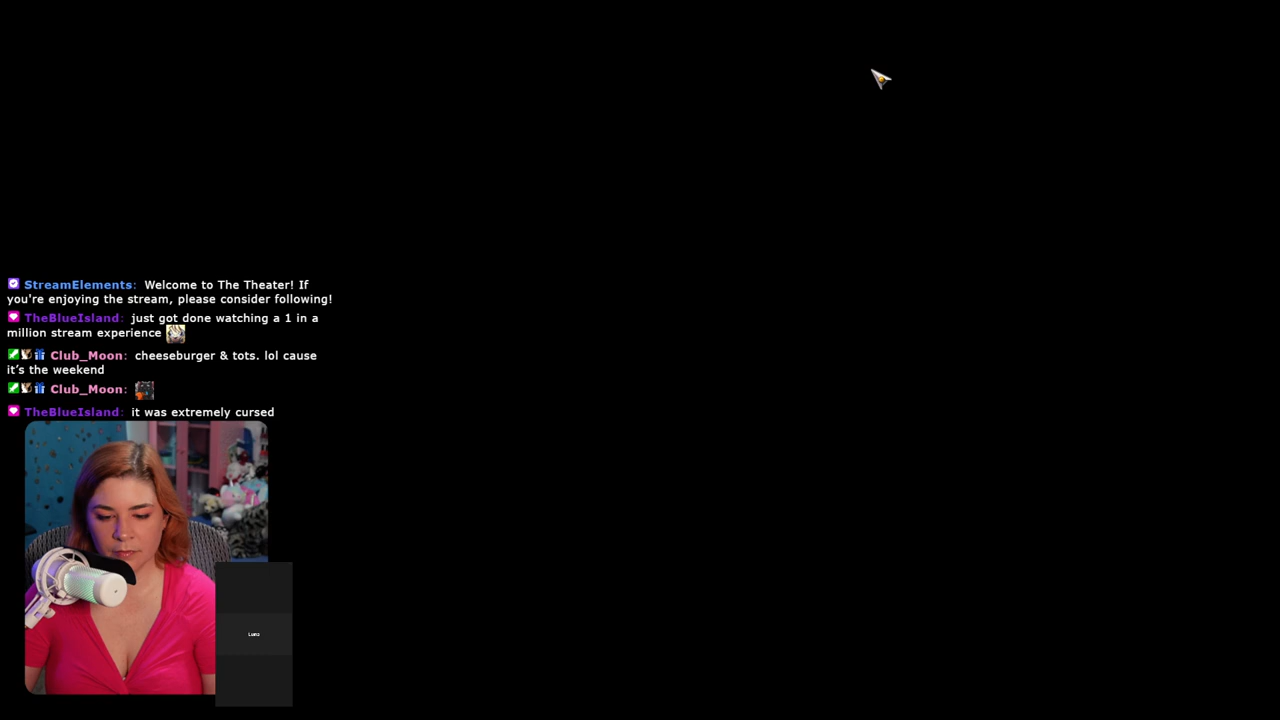 StreamElements: Welcome to The Theater! If
you're enjoying the stream, please consider following!
TheBlueIsland: just got done watching a 1 in a
million stream experience
Club_Moon: cheeseburger & tots. lol cause
it’s the weekend
Club_Moon:
TheBlueIsland: it was extremely cursed